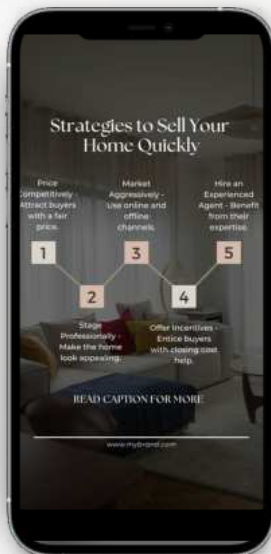 Strategies to Sell Your
Home Quickly
Price
Competitively -
Attract buyers
with a fair
price.
Market
Aggressively -
Use online and
offline
channels.
Hire an
Experienced
Agent - Benefit
from their
expertise.
1
3
5
2
4
Stage
Professionally -
Make the home
look appealing.
Offer Incentives -
Entice buyers
with closing cost
help.
READ CAPTION FOR MORE
www.mybrand.com